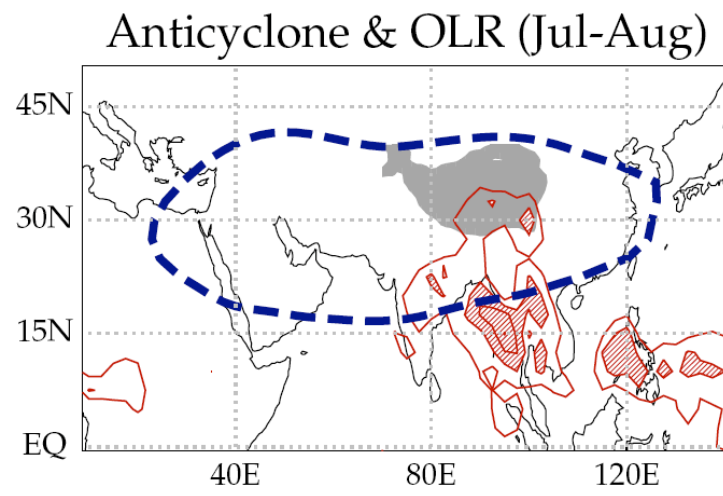 Anticyclone & OLR (Jul-Aug)
45N
30N
15N
EQ
40E 80E 120E